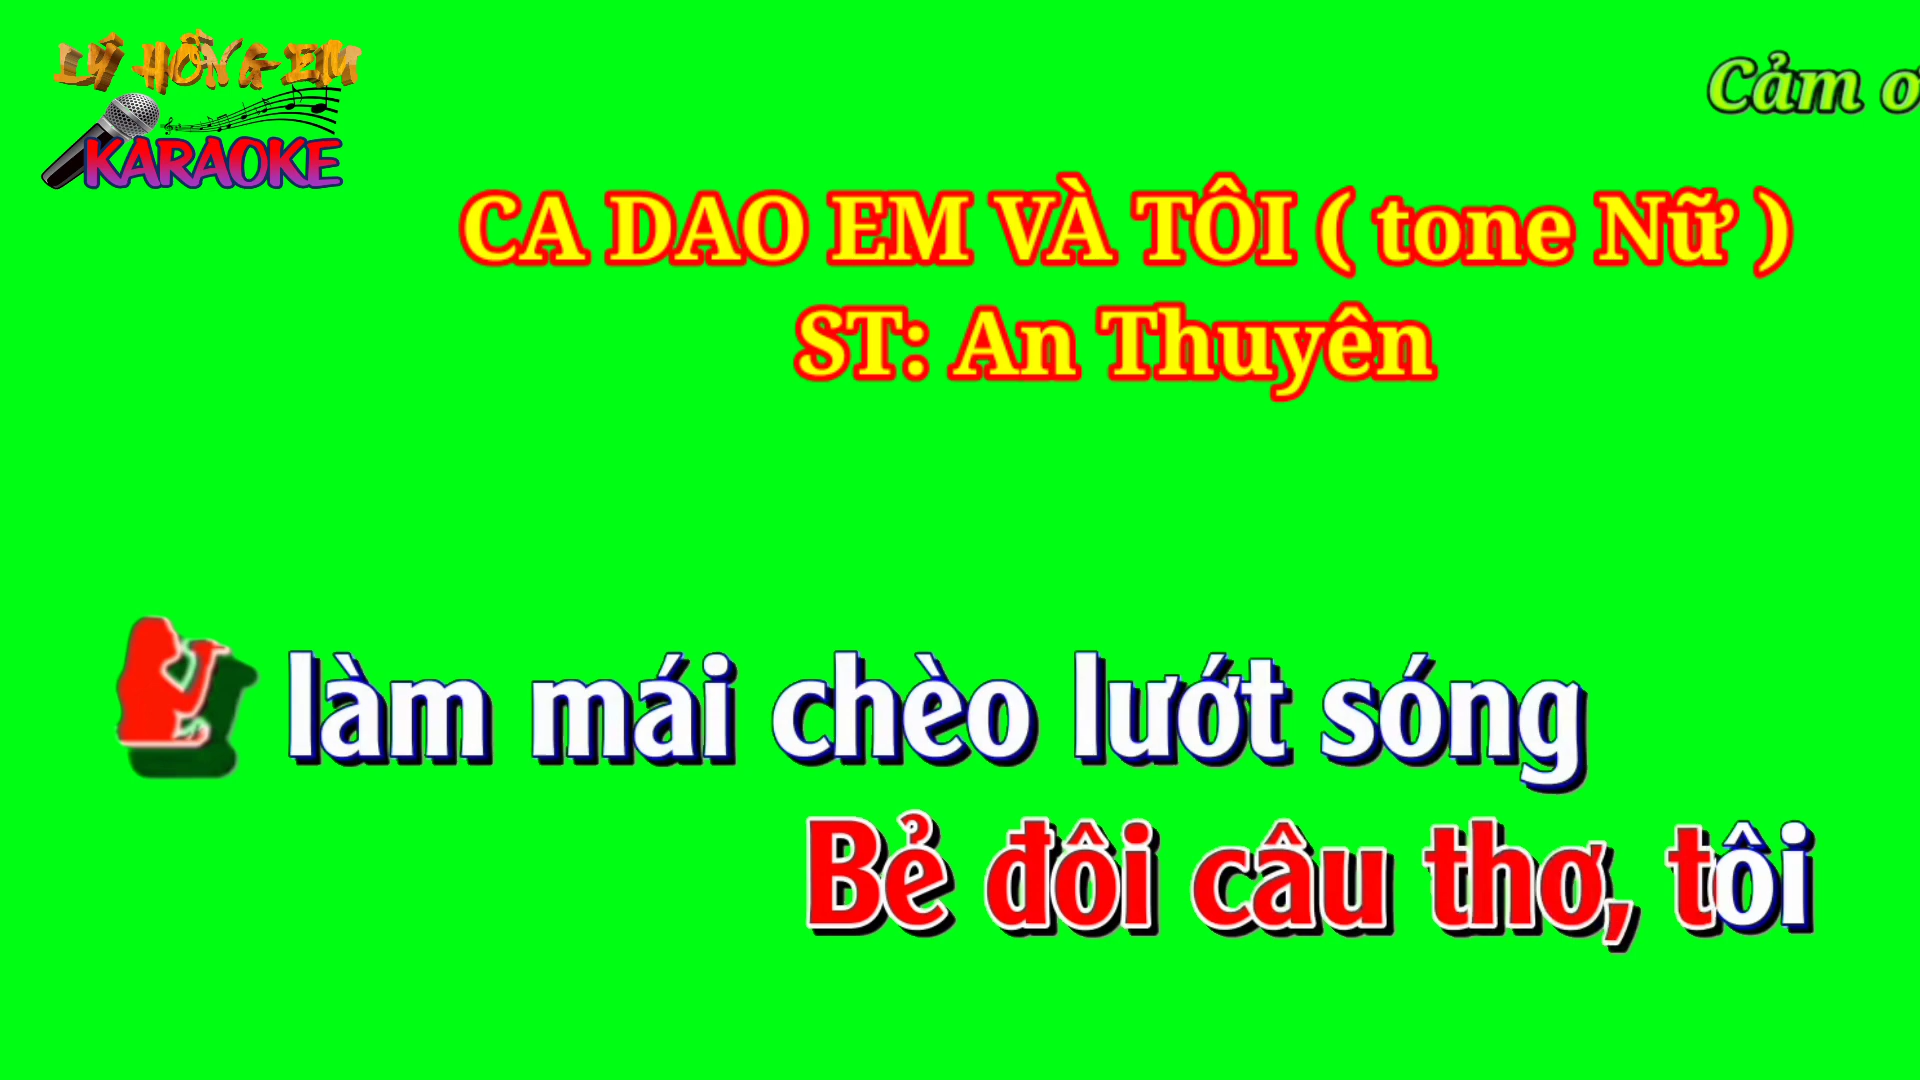 LÝ HỒNG EM
KARAOKE
Cảm ơ
CA DAO EM VÀ TÔI ( tone Nữ )
ST: An Thuyên
làm mái chèo lướt sóng
Bẻ đôi câu thơ, tôi